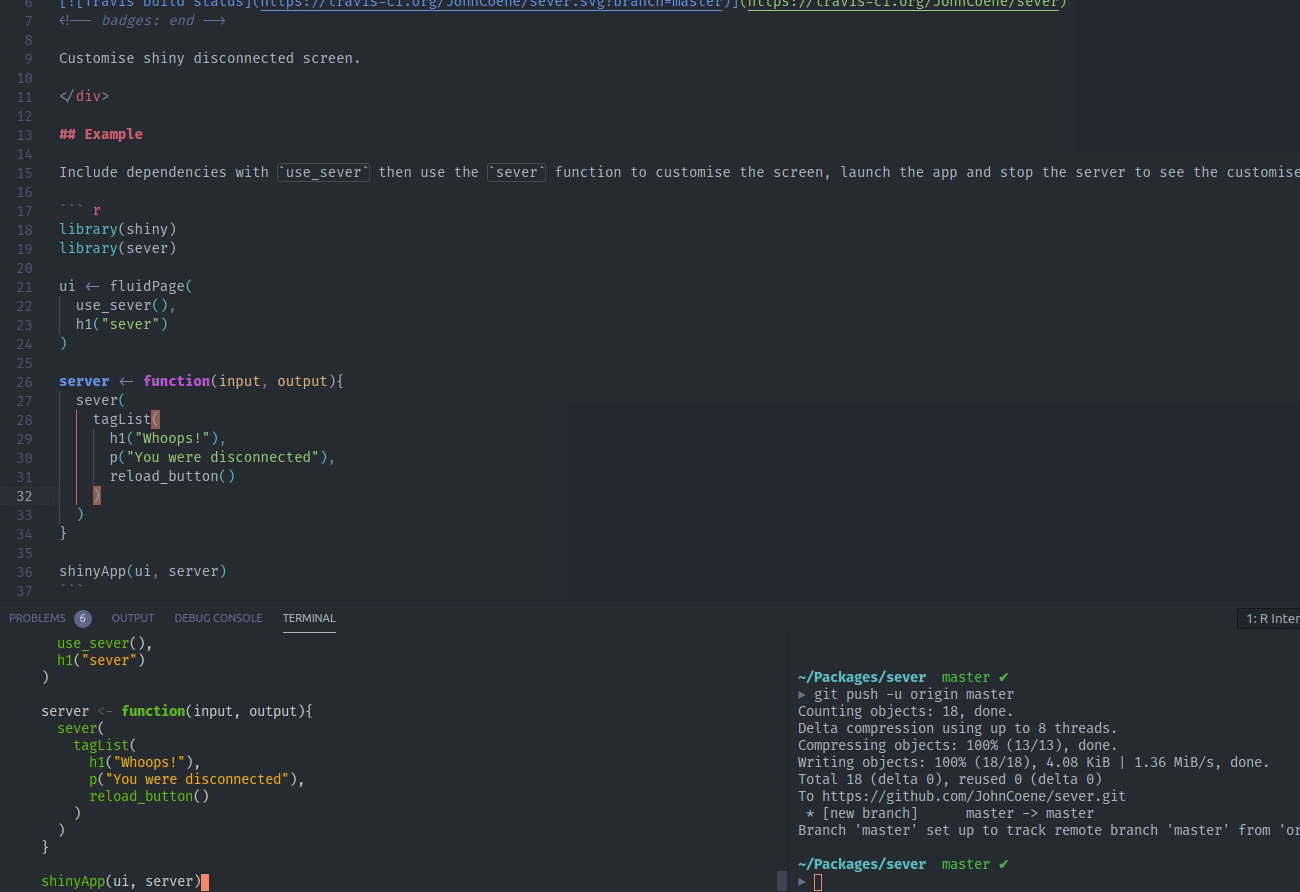 6 [![Travis build status](https://travis-ci.org/JohnCoene/sever.svg?branch=master)](https://travis-ci.org/JohnCoene/sever)
7 <!-- badges: end -->
8
9 Customise shiny disconnected screen.
10
11 </div>
12
13 ## Example
14
15 Include dependencies with `use_sever` then use the `sever` function to customise the screen, launch the app and stop the server to see the customise
16
17 ``` r
18 library(shiny)
19 library(sever)
20
21 ui <- fluidPage(
22 use_sever(),
23 h1("sever")
24 )
25
26 server <- function(input, output){
27 sever(
28 tagList(
29 h1("Whoops!"),
30 p("You were disconnected"),
31 reload_button()
32 )
33 )
34 }
35
36 shinyApp(ui, server)
37 ```
PROBLEMS 6 OUTPUT DEBUG CONSOLE TERMINAL 1: R Inter
use_sever(),
h1("sever")
)
server <- function(input, output){
sever(
tagList(
h1("Whoops!"),
p("You were disconnected"),
reload_button()
)
)
}
shinyApp(ui, server)
~/Packages/sever master ✔
▶ git push -u origin master
Counting objects: 18, done.
Delta compression using up to 8 threads.
Compressing objects: 100% (13/13), done.
Writing objects: 100% (18/18), 4.08 KiB | 1.36 MiB/s, done.
Total 18 (delta 0), reused 0 (delta 0)
To https://github.com/JohnCoene/sever.git
* [new branch] master -> master
Branch 'master' set up to track remote branch 'master' from 'or
~/Packages/sever master ✔
▶